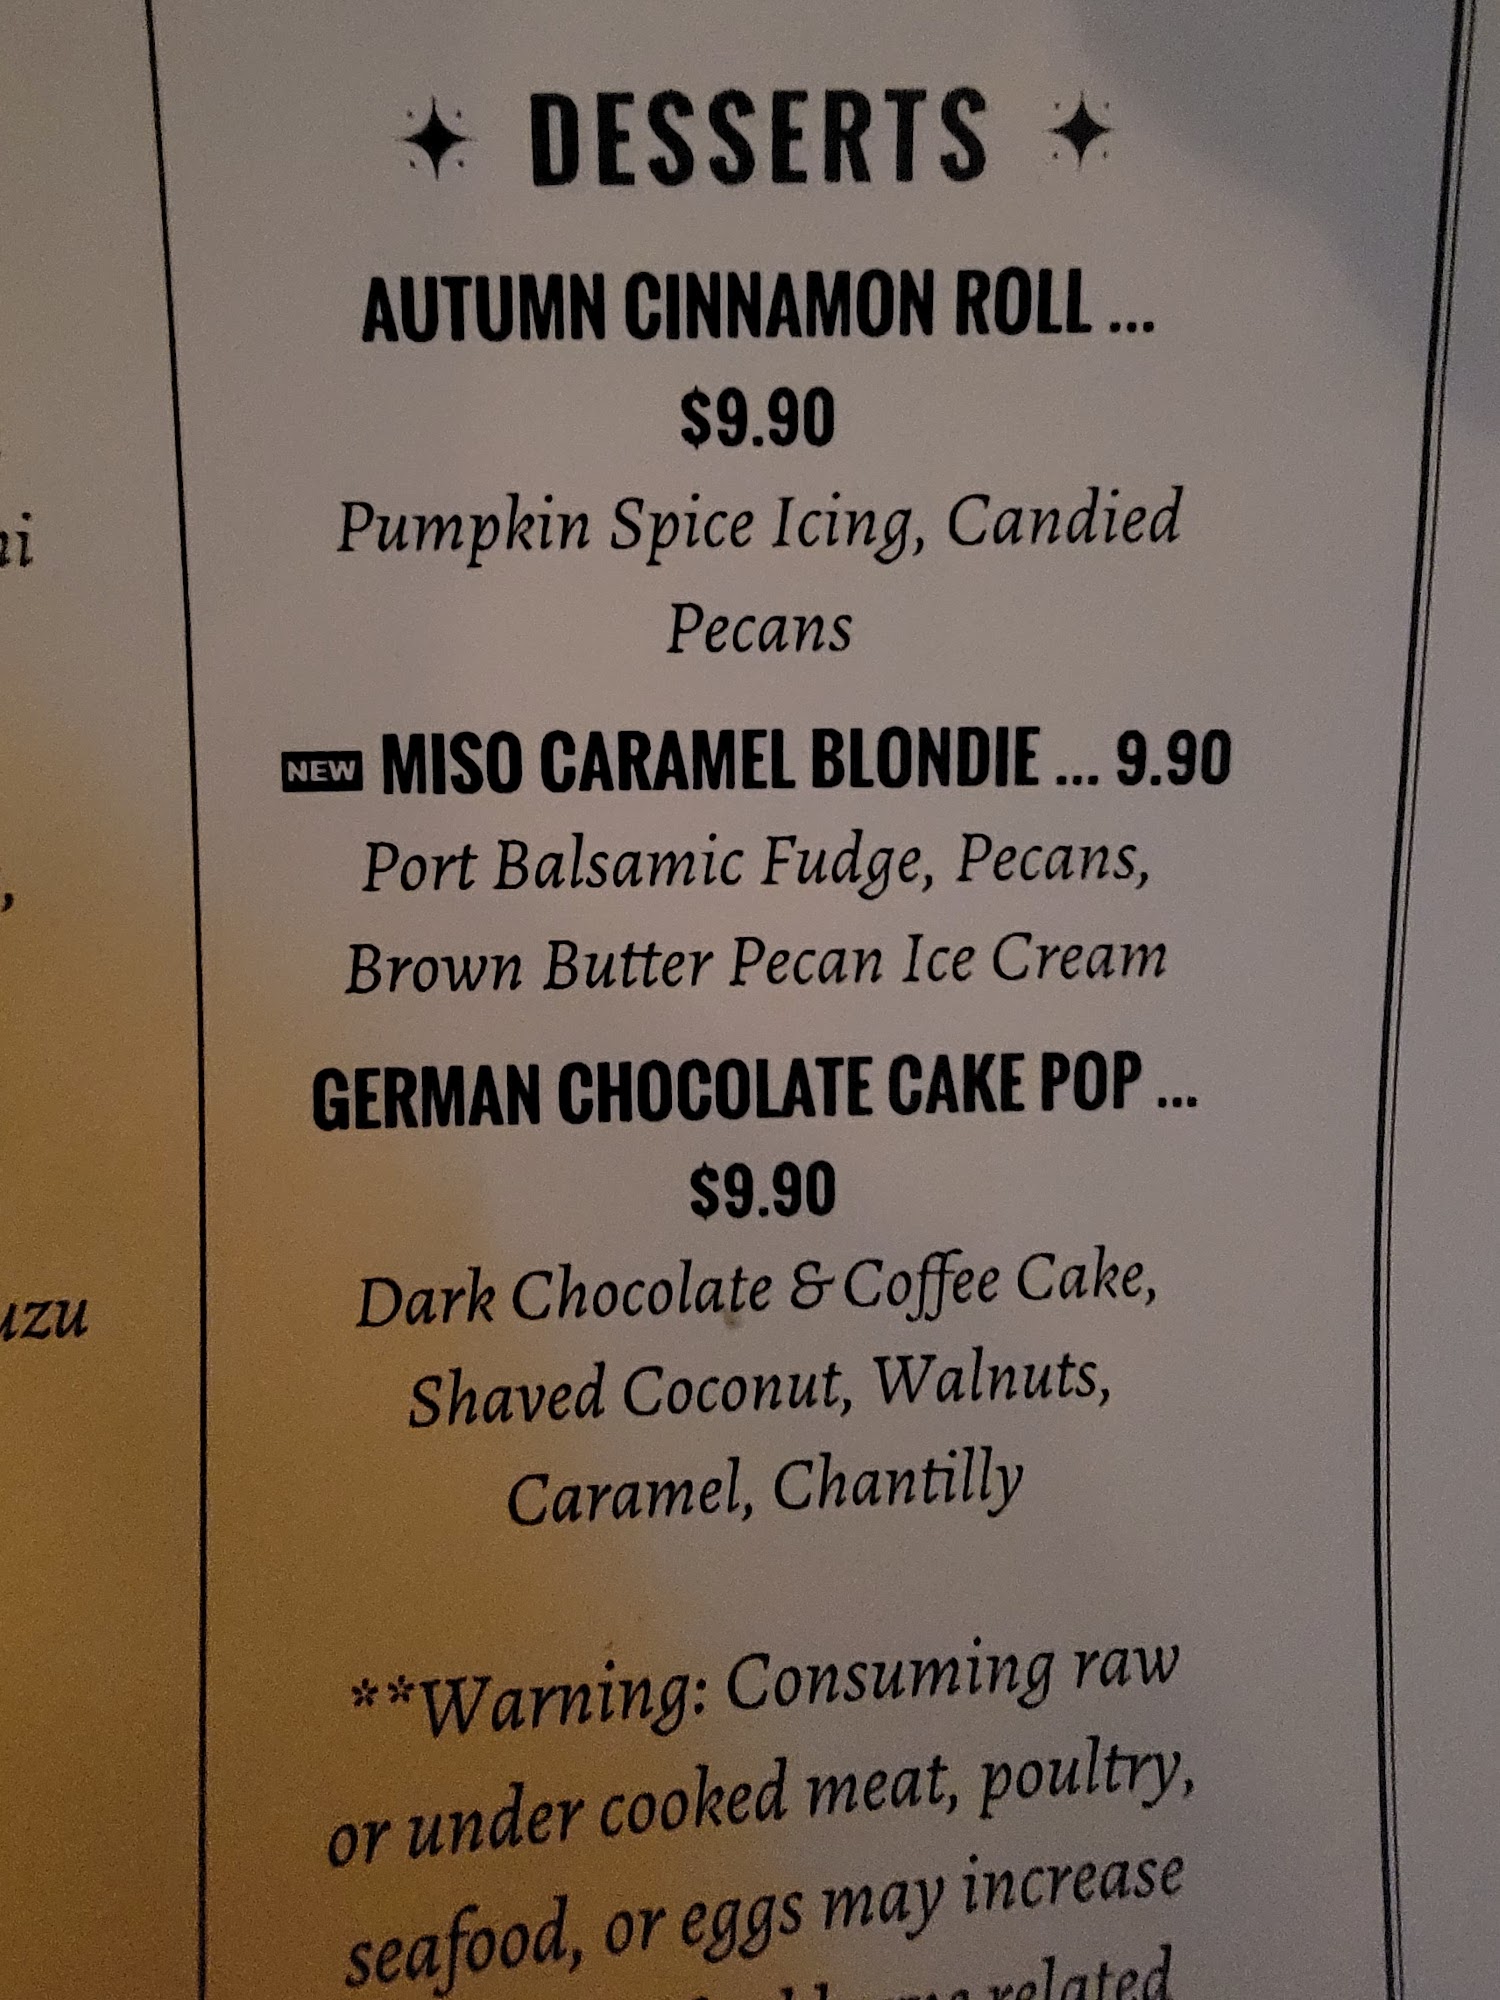 DESSERTS
AUTUMN CINNAMON ROLL ...
$9.90
Pumpkin Spice Icing, Candied
Pecans
NEW MISO CARAMEL BLONDIE ... 9.90
Port Balsamic Fudge, Pecans,
Brown Butter Pecan Ice Cream
GERMAN CHOCOLATE CAKE POP ...
$9.90
Dark Chocolate & Coffee Cake,
Shaved Coconut, Walnuts,
Caramel, Chantilly
**Warning: Consuming raw
or under cooked meat, poultry,
seafood, or eggs may increase
related